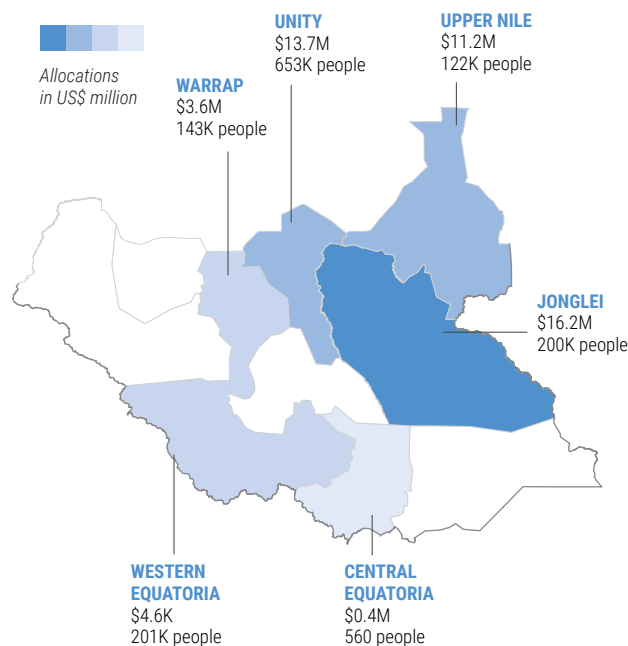 Allocations
in US$ million
UNITY
$13.7M
653K people
UPPER NILE
$11.2M
122K people
WARRAP
$3.6M
143K people
JONGLEI
$16.2M
200K people
WESTERN
EQUATORIA
$4.6K
201K people
CENTRAL
EQUATORIA
$0.4M
560 people